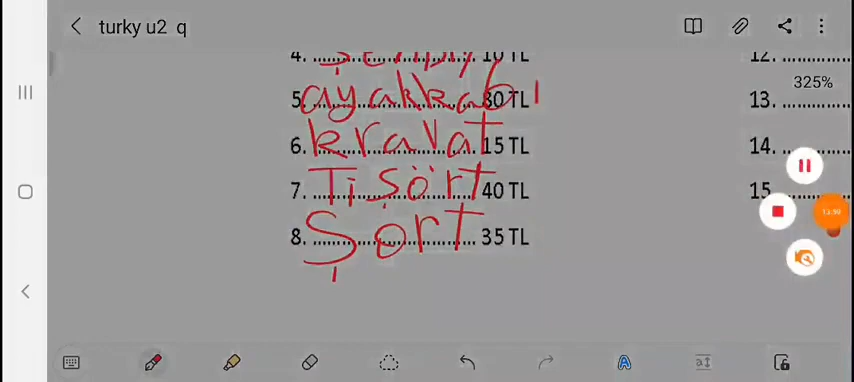 turky u2 q
4. 10 TL
12.
325%
5. ayakkabı 80 TL
13.
6. kravat 15 TL
14.
7. Tişört 40 TL
15.
8. Şort 35 TL